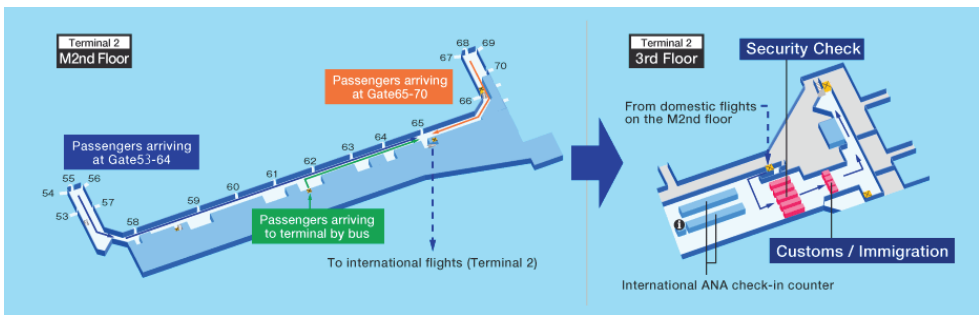 Terminal 2
M2nd Floor
Passengers arriving
at Gate65-70
68
69
67
70
66
65
64
63
62
61
60
59
58
Passengers arriving
at Gate53-64
55
56
54
57
53
Passengers arriving
to terminal by bus
To international flights (Terminal 2)
Terminal 2
3rd Floor
Security Check
From domestic flights
on the M2nd floor
i
Customs / Immigration
International ANA check-in counter